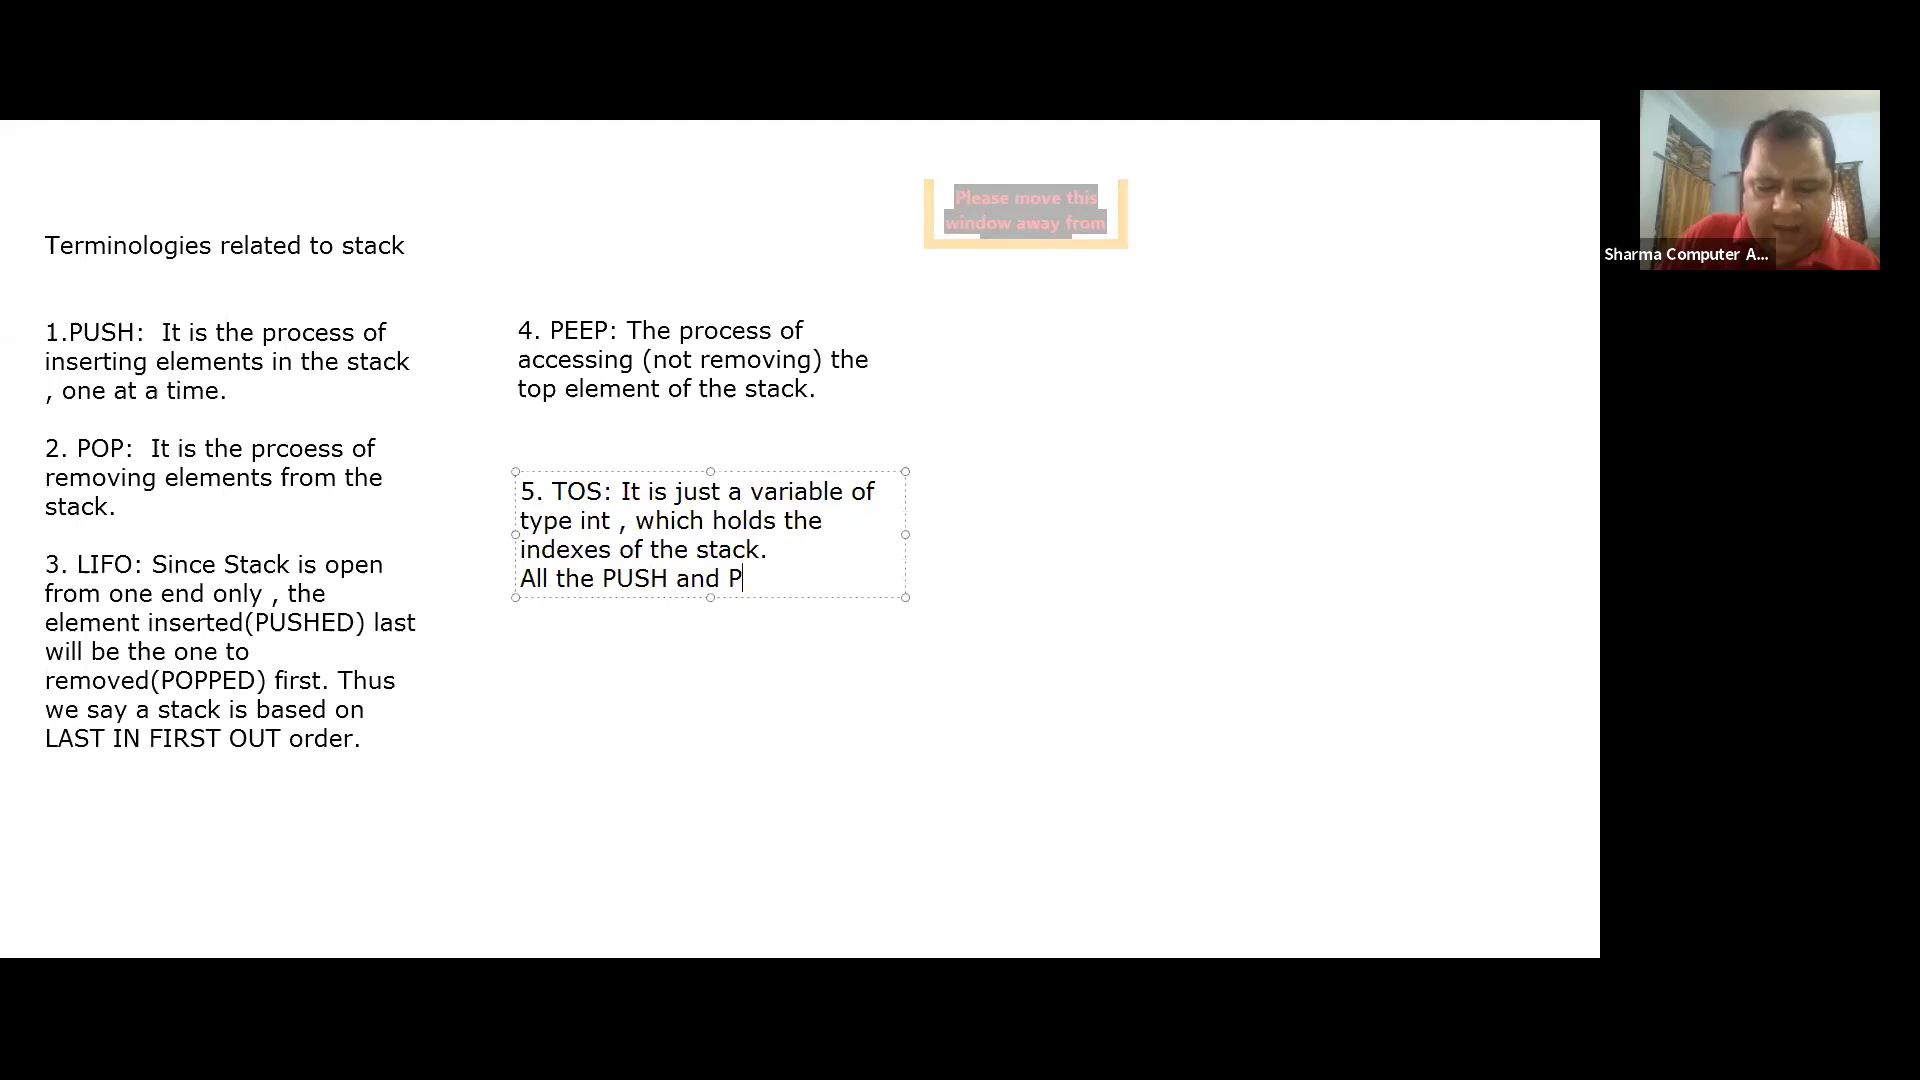 Please move this
window away from
Sharma Computer A...
Terminologies related to stack
1.PUSH:  It is the process of
inserting elements in the stack
, one at a time.
2. POP:  It is the prcoess of
removing elements from the
stack.
3. LIFO: Since Stack is open
from one end only , the
element inserted(PUSHED) last
will be the one to
removed(POPPED) first. Thus
we say a stack is based on
LAST IN FIRST OUT order.
4. PEEP: The process of
accessing (not removing) the
top element of the stack.
5. TOS: It is just a variable of
type int , which holds the
indexes of the stack.
All the PUSH and P